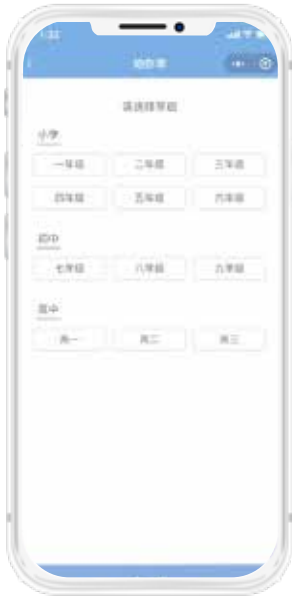 请选择学段
小学
一年级 二年级 三年级
四年级 五年级 六年级
初中
七年级 八年级 九年级
高中
高一 高二 高三